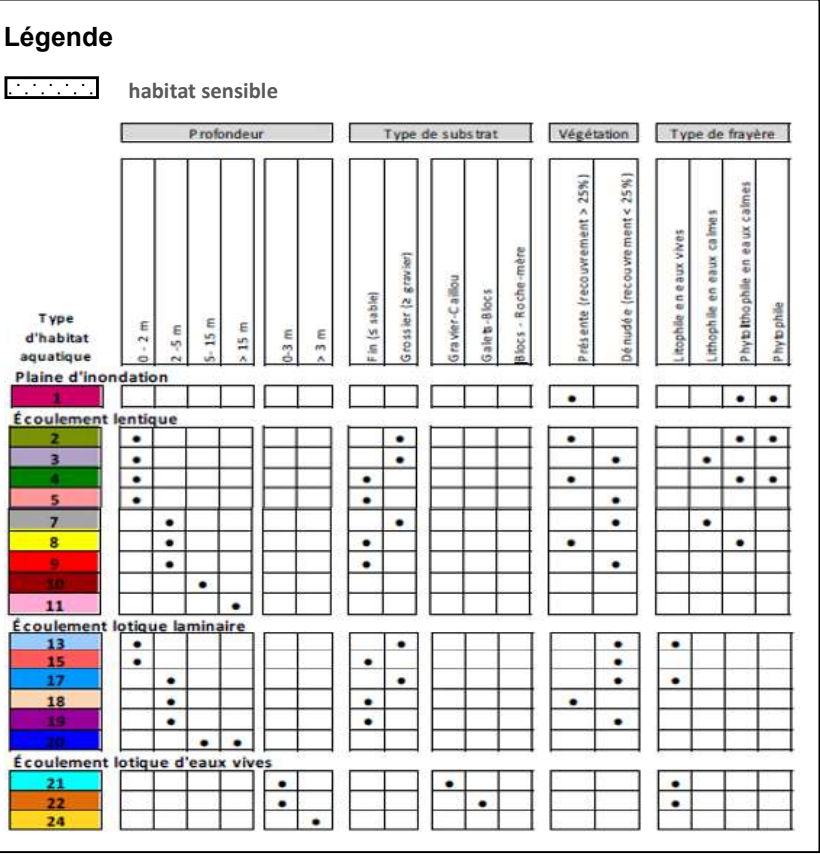 Légende
habitat sensible
Profondeur Type de substrat Végétation Type de frayère
Type d'habitat aquatique
0 - 2 m
2 -5 m
5- 15 m
> 15 m
0-3 m
> 3 m
Fin (≤ sable)
Grossier (≥ gravier)
Gravier-Caillou
Galets-Blocs
Blocs - Roche-mère
Présente (recouvrement > 25%)
Dénudée (recouvrement < 25%)
Litophile en eaux vives
Lithophile en eaux calmes
Phytolithophile en eaux calmes
Phytophile
Plaine d'inondation
1
Écoulement lentique
2
3
4
5
7
8
9
10
11
Écoulement lotique laminaire
13
15
17
18
19
20
Écoulement lotique d'eaux vives
21
22
24